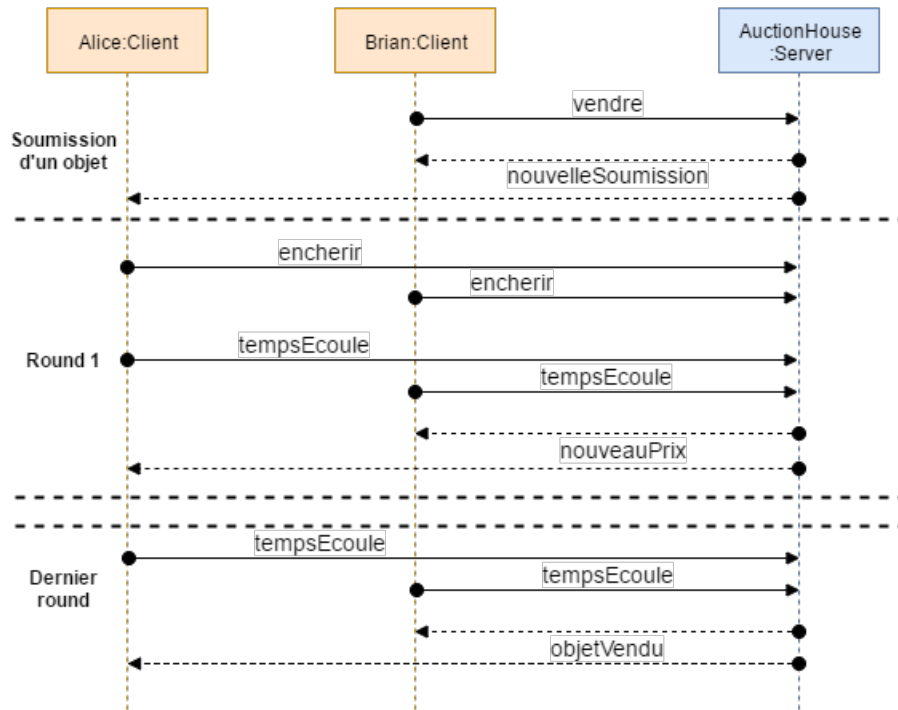 Alice:Client
Brian:Client
AuctionHouse
:Server
vendre
Soumission
d'un objet
nouvelleSoumission
encherir
encherir
tempsEcoule
Round 1
tempsEcoule
nouveauPrix
tempsEcoule
Dernier
round
tempsEcoule
objetVendu